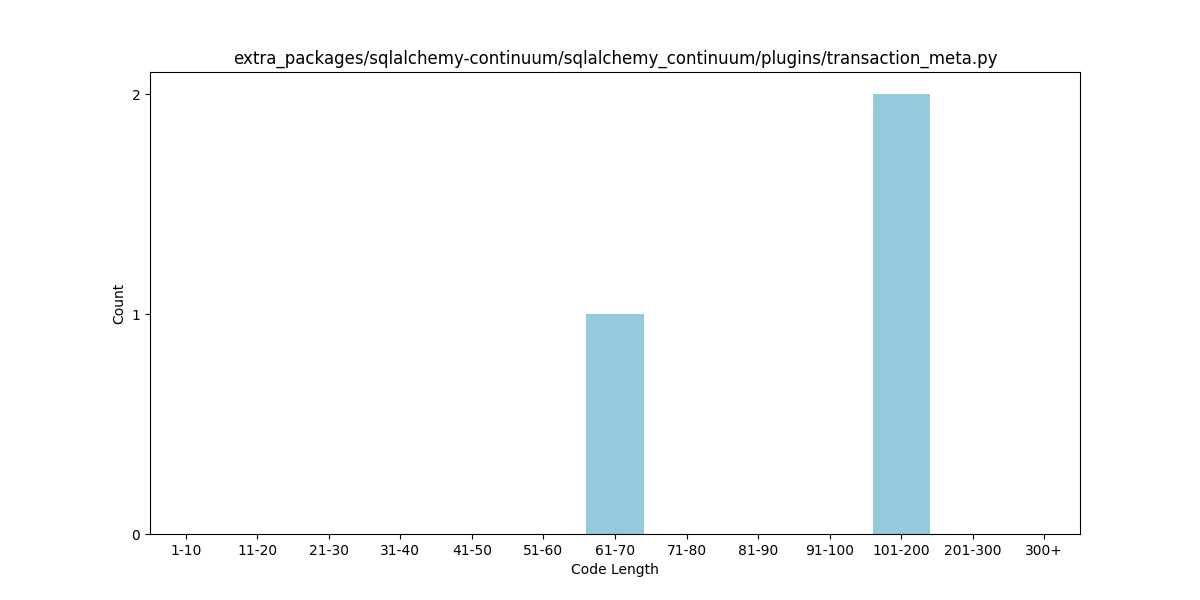 extra_packages/sqlalchemy-continuum/sqlalchemy_continuum/plugins/transaction_meta.py
2
1
0
Count
1-10 11-20 21-30 31-40 41-50 51-60 61-70 71-80 81-90 91-100 101-200 201-300 300+
Code Length